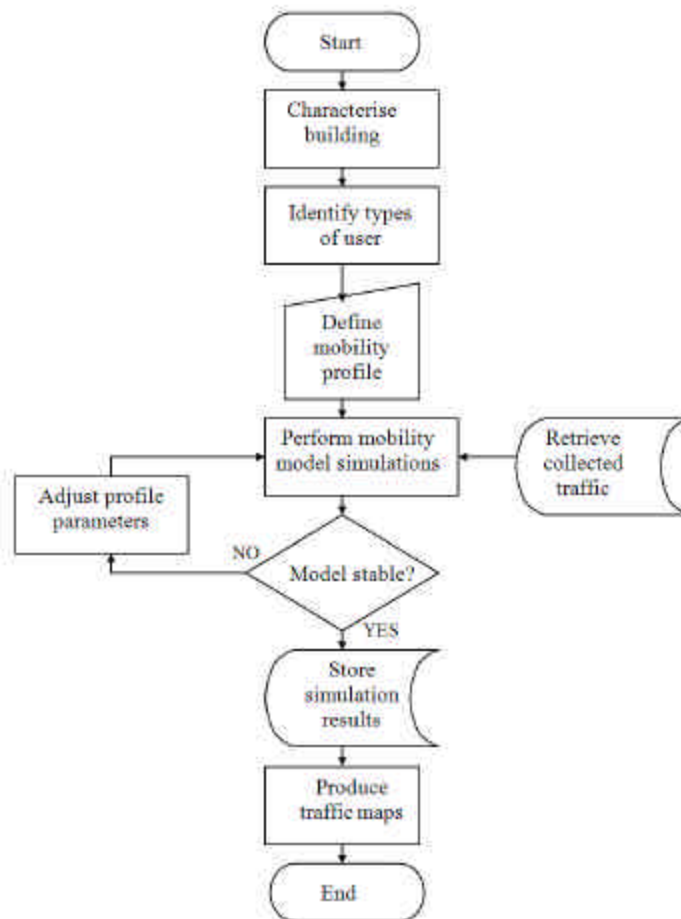 Start
Characterise
building
Identify types
of user
Define
mobility
profile
Perform mobility
model simulations
Retrieve
collected
traffic
Adjust profile
parameters
NO
Model stable?
YES
Store
simulation
results
Produce
traffic maps
End